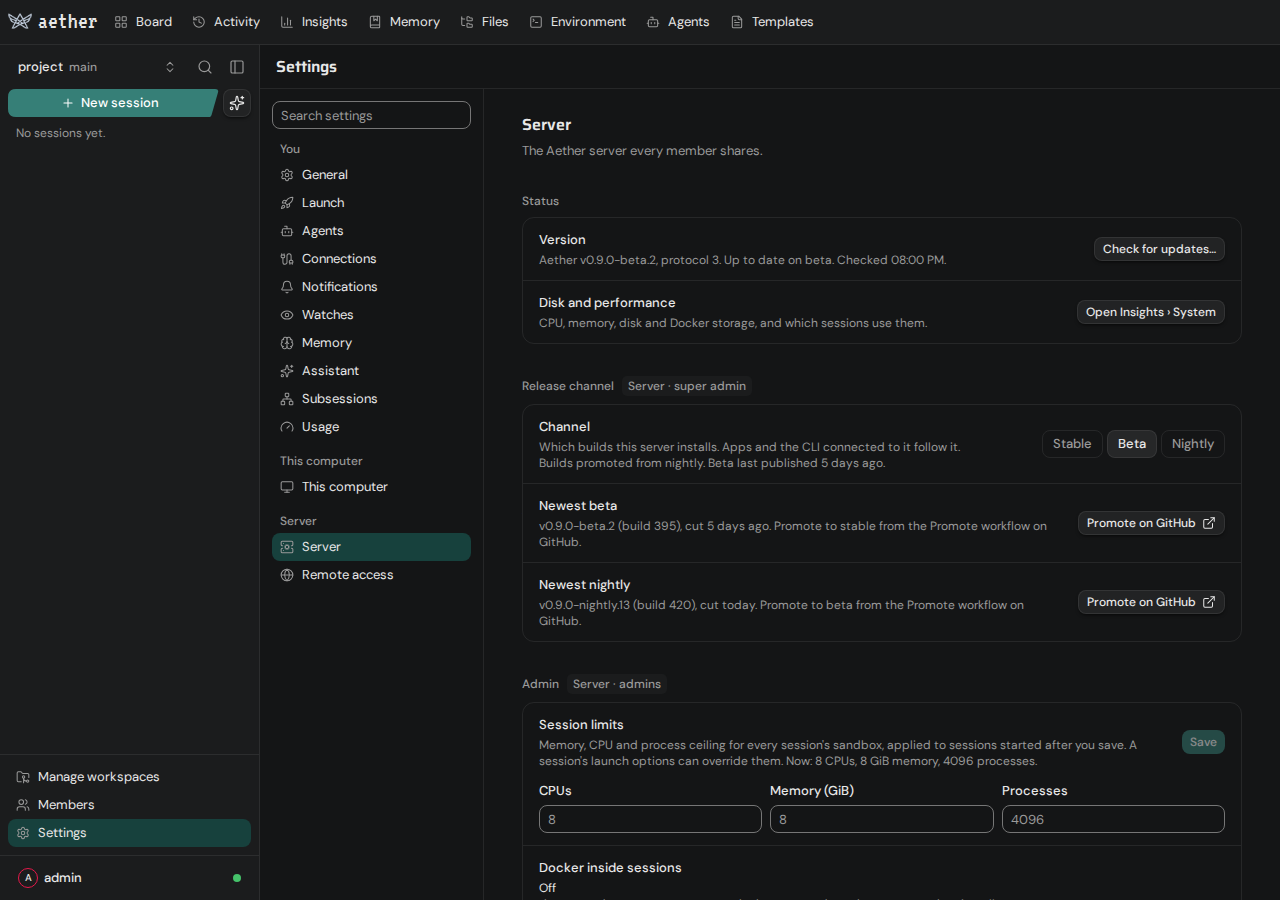 aether
Board
Activity
Insights
Memory
Files
Environment
Agents
Templates
project main
New session
No sessions yet.
Manage workspaces
Members
Settings
A admin
Settings
Search settings
You
General
Launch
Agents
Connections
Notifications
Watches
Memory
Assistant
Subsessions
Usage
This computer
This computer
Server
Server
Remote access
Server
The Aether server every member shares.
Status
Version
Aether v0.9.0-beta.2, protocol 3. Up to date on beta. Checked 08:00 PM.
Check for updates…
Disk and performance
CPU, memory, disk and Docker storage, and which sessions use them.
Open Insights › System
Release channel Server · super admin
Channel
Which builds this server installs. Apps and the CLI connected to it follow it.
Builds promoted from nightly. Beta last published 5 days ago.
Stable Beta Nightly
Newest beta
v0.9.0-beta.2 (build 395), cut 5 days ago. Promote to stable from the Promote workflow on
GitHub.
Promote on GitHub
Newest nightly
v0.9.0-nightly.13 (build 420), cut today. Promote to beta from the Promote workflow on
GitHub.
Promote on GitHub
Admin Server · admins
Session limits
Memory, CPU and process ceiling for every session's sandbox, applied to sessions started after you save. A
session's launch options can override them. Now: 8 CPUs, 8 GiB memory, 4096 processes.
Save
CPUs Memory (GiB) Processes
8 8 4096
Docker inside sessions
Off